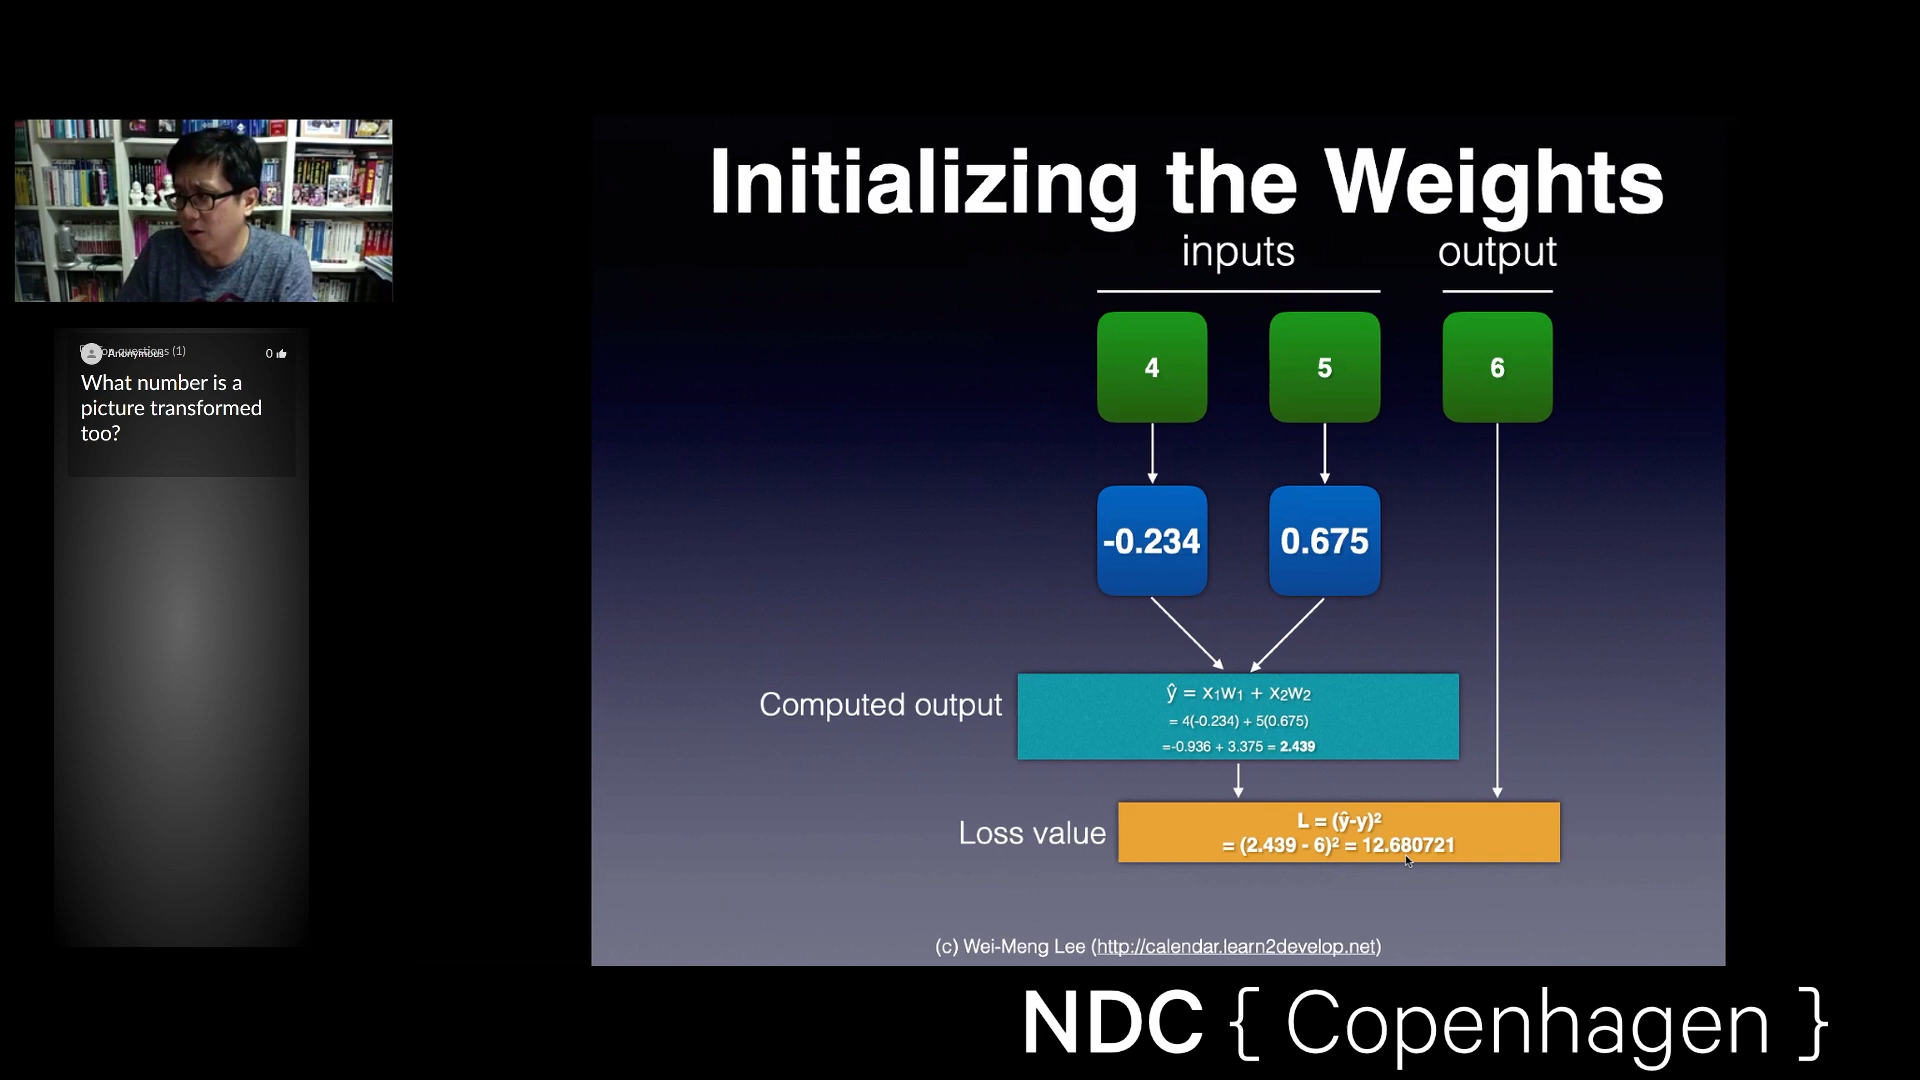 Initializing the Weights
inputs
output
4
5
6
-0.234
0.675
Computed output
ŷ = x₁w₁ + x₂w₂
= 4(-0.234) + 5(0.675)
=-0.936 + 3.375 = 2.439
Loss value
L = (ŷ-y)²
= (2.439 - 6)² = 12.680721
(c) Wei-Meng Lee (http://calendar.learn2develop.net)
questions (1)
Anonymous
0
What number is a
picture transformed
too?
NDC { Copenhagen }